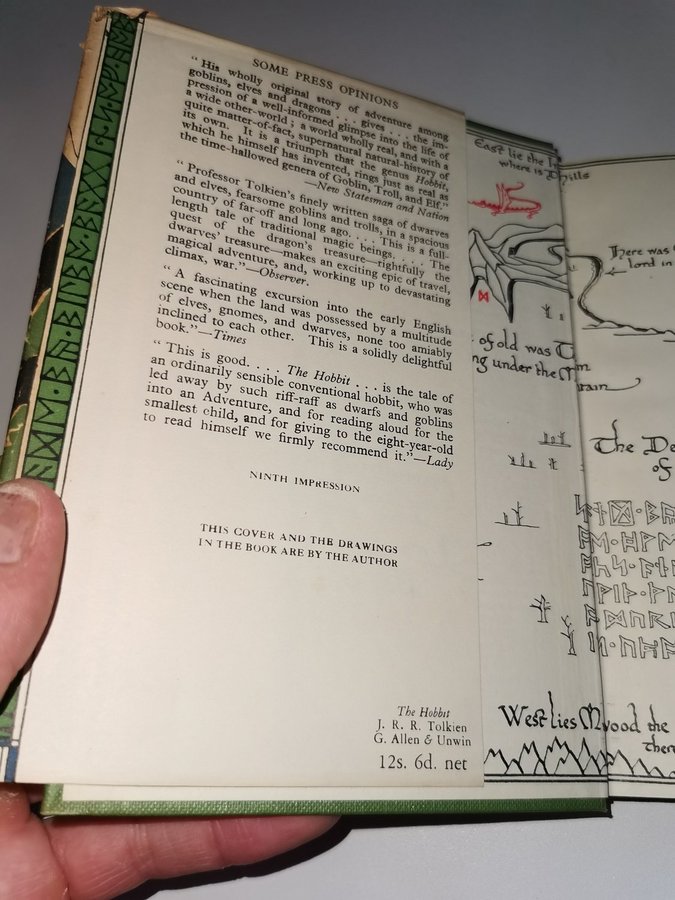 SOME PRESS OPINIONS
“ His wholly original story of adventure among
goblins, elves and dragons . . . gives . . . the im-
pression of a well-informed glimpse into the life of
a wide other-world ; a world wholly real, and with a
quite matter-of-fact, supernatural natural-history of
its own. It is a triumph that the genus Hobbit,
which he himself has invented, rings just as real as
the time-hallowed genera of Goblin, Troll, and Elf.”
—New Statesman and Nation
“ Professor Tolkien's finely written saga of dwarves
and elves, fearsome goblins and trolls, in a spacious
country of far-off and long ago. . . . This is a full-
length tale of traditional magic beings. . . . The
quest of the dragon's treasure—rightfully the
dwarves' treasure—makes an exciting epic of travel,
magical adventure, and, working up to devastating
climax, war.”—Observer.
“ A fascinating excursion into the early English
scene when the land was possessed by a multitude
of elves, gnomes, and dwarves, none too amiably
inclined to each other. This is a solidly delightful
book.”—Times
“ This is good. . . . The Hobbit . . . is the tale of
an ordinarily sensible conventional hobbit, who was
led away by such riff-raff as dwarfs and goblins
into an Adventure, and for reading aloud for the
smallest child, and for giving to the eight-year-old
to read himself we firmly recommend it.”—Lady
NINTH IMPRESSION
THIS COVER AND THE DRAWINGS
IN THE BOOK ARE BY THE AUTHOR
The Hobbit
J. R. R. Tolkien
G. Allen & Unwin
12s. 6d. net
East lie the
where is
There was
lord in
of old was
under the
The
of
West lies the